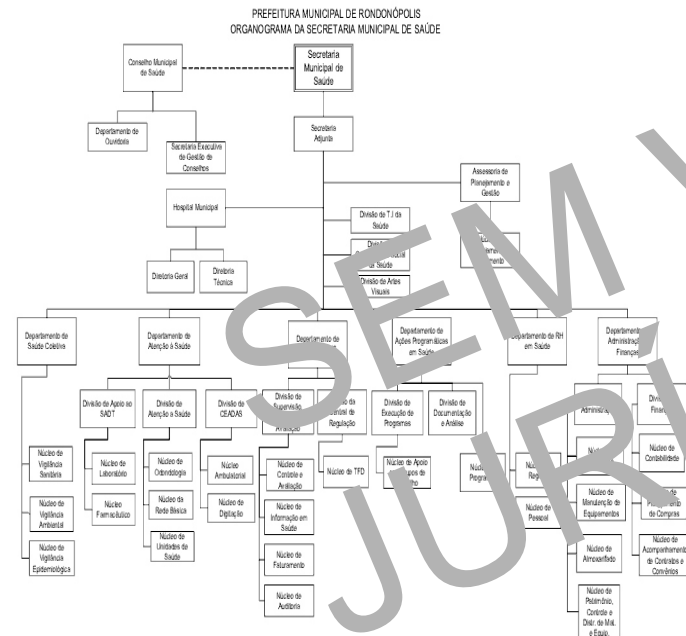 PREFEITURA MUNICIPAL DE RONDONÓPOLIS
ORGANOGRAMA DA SECRETARIA MUNICIPAL DE SAÚDE
Conselho Municipal
de Saúde
Secretaria
Municipal de
Saúde
Departamento de
Ouvidoria
Secretaria Executiva
de Gestão de
Conselhos
Secretaria
Adjunta
Assessoria de
Planejamento e
Gestão
Hospital Municipal
Diretoria Geral
Diretoria
Técnica
Divisão de T.I da
Saúde
da Saúde
Divisão de Artes
Visuais
SEM
JURÍ
Departamento de
Saúde Coletiva
Departamento de
Atenção à Saúde
Departamento de
Departamento de
Ações Programáticas
em Saúde
Departamento de RH
em Saúde
Departamento
Administração
Finanças
Divisão de Apoio ao
SADT
Divisão de
Atenção a Saúde
Divisão de
CEADAS
Divisão de
Supervisão
Avaliação
Central de
Regulação
Divisão de
Execução de
Programas
Divisão de
Documentação
e Análise
Núcleo de
Vigilância
Sanitária
Núcleo de
Vigilância
Ambiental
Núcleo de
Vigilância
Epidemiológica
Núcleo de
Laboratório
Núcleo
Farmacêutico
Núcleo de
Odontologia
Núcleo da
Rede Básica
Núcleo de
Unidades de
Saúde
Núcleo
Ambulatorial
Núcleo de
Digitação
Núcleo de
Controle e
Avaliação
Núcleo de
Informação em
Saúde
Núcleo de
Faturamento
Núcleo de
Auditoria
Núcleo de TFD
Núcleo de Apoio
Núcleo de
Pessoal
Núcleo de
Manutenção de
Equipamentos
Núcleo de
Almoxarifado
Núcleo de
Patrimônio,
Controle e
Distr. de Mat.
e Equip.
Núcleo de
Contabilidade
de Compras
Núcleo de
Acompanhamento
de Contratos e
Convênios